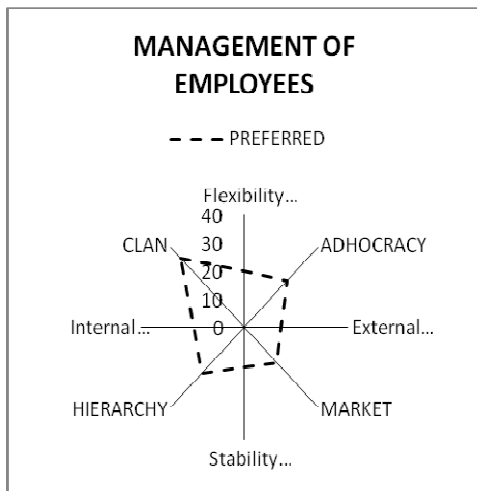 MANAGEMENT OF
EMPLOYEES
PREFERRED
Flexibility...
40
30
20
10
0
CLAN
ADHOCRACY
Internal...
External...
HIERARCHY
MARKET
Stability...